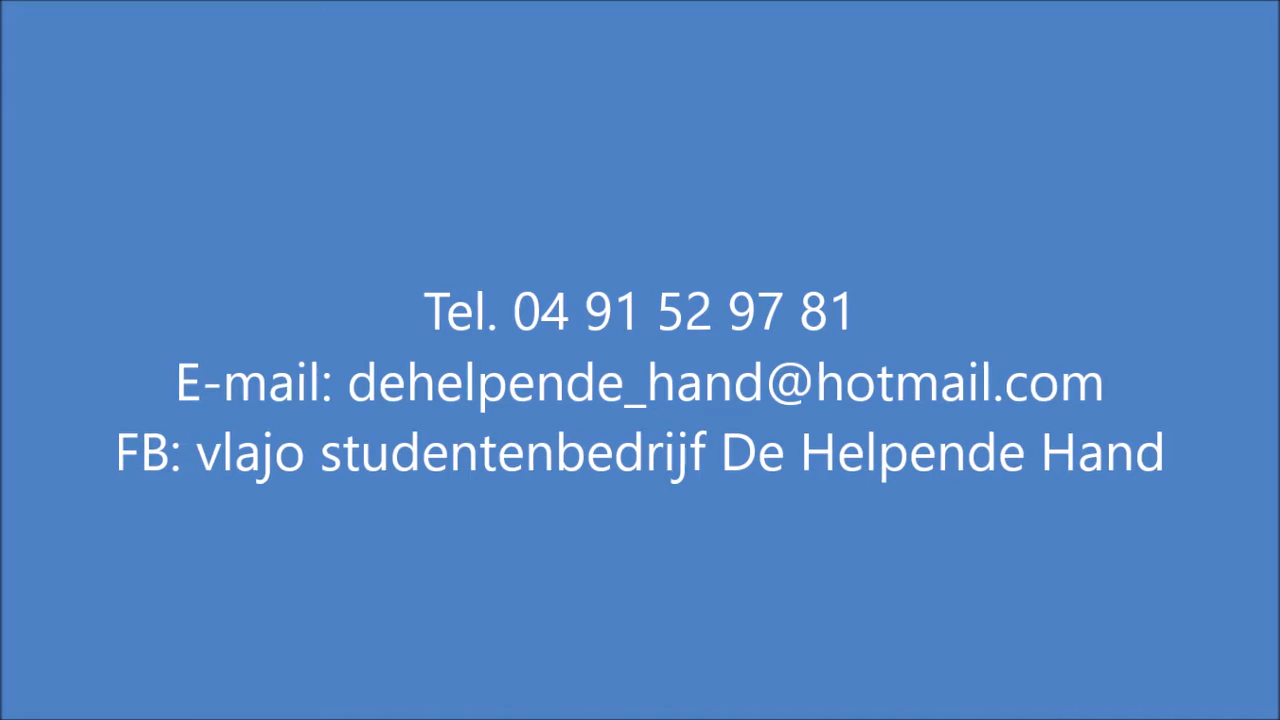 Tel. 04 91 52 97 81
E-mail: dehelpende_hand@hotmail.com
FB: vlajo studentenbedrijf De Helpende Hand